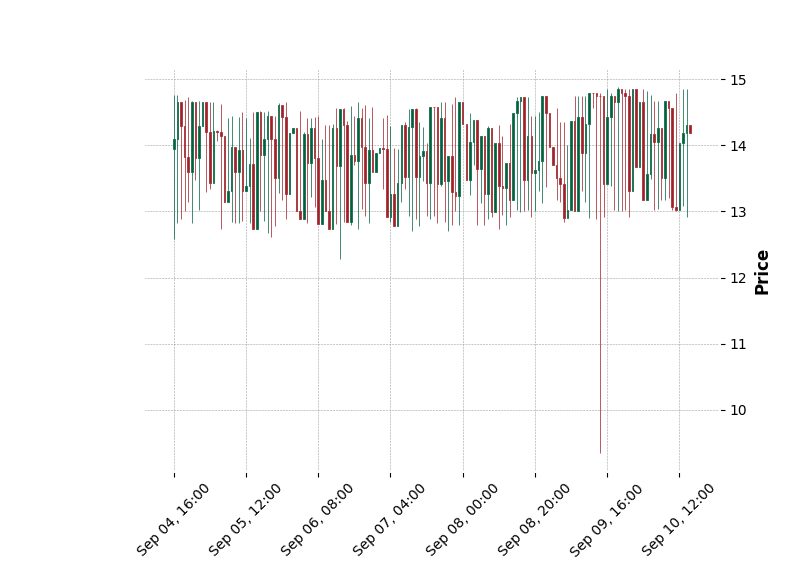 15
14
13
12
11
10
Price
Sep 04, 16:00
Sep 05, 12:00
Sep 06, 08:00
Sep 07, 04:00
Sep 08, 00:00
Sep 08, 20:00
Sep 09, 16:00
Sep 10, 12:00